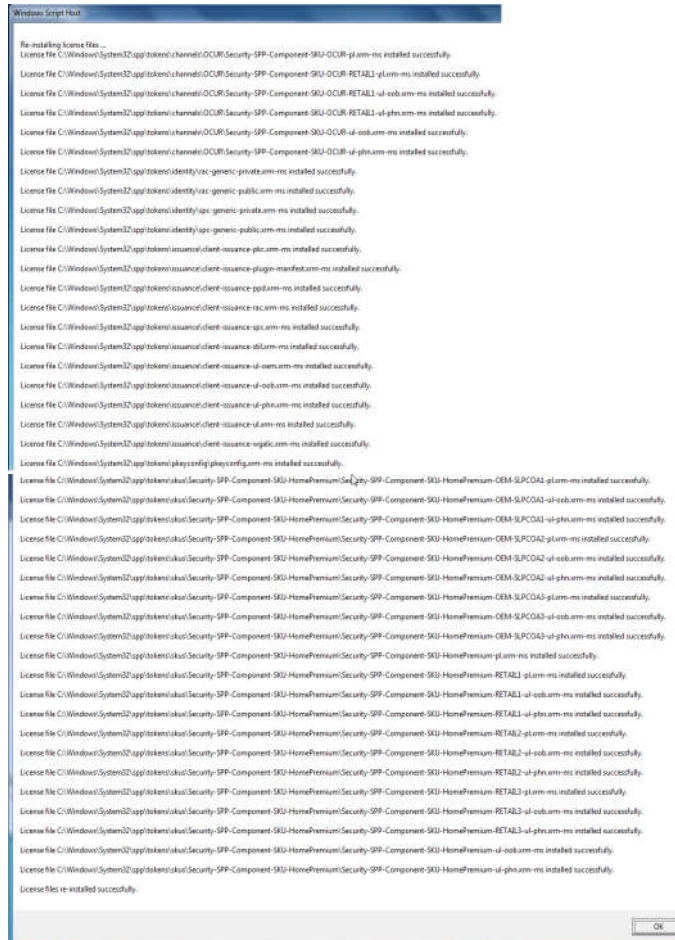 Windows Script Host
Re-installing license files ...
License file C:\Windows\System32\spp\tokens\channels\OCUR\Security-SPP-Component-SKU-OCUR-pl.xrm-ms installed successfully.
License file C:\Windows\System32\spp\tokens\channels\OCUR\Security-SPP-Component-SKU-OCUR-RETAIL1-pl.xrm-ms installed successfully.
License file C:\Windows\System32\spp\tokens\channels\OCUR\Security-SPP-Component-SKU-OCUR-RETAIL1-ul-oob.xrm-ms installed successfully.
License file C:\Windows\System32\spp\tokens\channels\OCUR\Security-SPP-Component-SKU-OCUR-RETAIL1-ul-phn.xrm-ms installed successfully.
License file C:\Windows\System32\spp\tokens\channels\OCUR\Security-SPP-Component-SKU-OCUR-ul-oob.xrm-ms installed successfully.
License file C:\Windows\System32\spp\tokens\channels\OCUR\Security-SPP-Component-SKU-OCUR-ul-phn.xrm-ms installed successfully.
License file C:\Windows\System32\spp\tokens\identity\rac-generic-private.xrm-ms installed successfully.
License file C:\Windows\System32\spp\tokens\identity\rac-generic-public.xrm-ms installed successfully.
License file C:\Windows\System32\spp\tokens\identity\spc-generic-private.xrm-ms installed successfully.
License file C:\Windows\System32\spp\tokens\identity\spc-generic-public.xrm-ms installed successfully.
License file C:\Windows\System32\spp\tokens\issuance\client-issuance-pkc.xrm-ms installed successfully.
License file C:\Windows\System32\spp\tokens\issuance\client-issuance-plugin-manifest.xrm-ms installed successfully.
License file C:\Windows\System32\spp\tokens\issuance\client-issuance-ppd.xrm-ms installed successfully.
License file C:\Windows\System32\spp\tokens\issuance\client-issuance-rac.xrm-ms installed successfully.
License file C:\Windows\System32\spp\tokens\issuance\client-issuance-spc.xrm-ms installed successfully.
License file C:\Windows\System32\spp\tokens\issuance\client-issuance-stil.xrm-ms installed successfully.
License file C:\Windows\System32\spp\tokens\issuance\client-issuance-ul-oem.xrm-ms installed successfully.
License file C:\Windows\System32\spp\tokens\issuance\client-issuance-ul-oob.xrm-ms installed successfully.
License file C:\Windows\System32\spp\tokens\issuance\client-issuance-ul-phn.xrm-ms installed successfully.
License file C:\Windows\System32\spp\tokens\issuance\client-issuance-ul.xrm-ms installed successfully.
License file C:\Windows\System32\spp\tokens\issuance\client-issuance-wgalic.xrm-ms installed successfully.
License file C:\Windows\System32\spp\tokens\pkeyconfig\pkeyconfig.xrm-ms installed successfully.
License file C:\Windows\System32\spp\tokens\skus\Security-SPP-Component-SKU-HomePremium\Security-SPP-Component-SKU-HomePremium-OEM-SLPCOA1-pl.xrm-ms installed successfully.
License file C:\Windows\System32\spp\tokens\skus\Security-SPP-Component-SKU-HomePremium\Security-SPP-Component-SKU-HomePremium-OEM-SLPCOA1-ul-oob.xrm-ms installed successfully.
License file C:\Windows\System32\spp\tokens\skus\Security-SPP-Component-SKU-HomePremium\Security-SPP-Component-SKU-HomePremium-OEM-SLPCOA1-ul-phn.xrm-ms installed successfully.
License file C:\Windows\System32\spp\tokens\skus\Security-SPP-Component-SKU-HomePremium\Security-SPP-Component-SKU-HomePremium-OEM-SLPCOA2-pl.xrm-ms installed successfully.
License file C:\Windows\System32\spp\tokens\skus\Security-SPP-Component-SKU-HomePremium\Security-SPP-Component-SKU-HomePremium-OEM-SLPCOA2-ul-oob.xrm-ms installed successfully.
License file C:\Windows\System32\spp\tokens\skus\Security-SPP-Component-SKU-HomePremium\Security-SPP-Component-SKU-HomePremium-OEM-SLPCOA2-ul-phn.xrm-ms installed successfully.
License file C:\Windows\System32\spp\tokens\skus\Security-SPP-Component-SKU-HomePremium\Security-SPP-Component-SKU-HomePremium-OEM-SLPCOA3-pl.xrm-ms installed successfully.
License file C:\Windows\System32\spp\tokens\skus\Security-SPP-Component-SKU-HomePremium\Security-SPP-Component-SKU-HomePremium-OEM-SLPCOA3-ul-oob.xrm-ms installed successfully.
License file C:\Windows\System32\spp\tokens\skus\Security-SPP-Component-SKU-HomePremium\Security-SPP-Component-SKU-HomePremium-OEM-SLPCOA3-ul-phn.xrm-ms installed successfully.
License file C:\Windows\System32\spp\tokens\skus\Security-SPP-Component-SKU-HomePremium\Security-SPP-Component-SKU-HomePremium-pl.xrm-ms installed successfully.
License file C:\Windows\System32\spp\tokens\skus\Security-SPP-Component-SKU-HomePremium\Security-SPP-Component-SKU-HomePremium-RETAIL1-pl.xrm-ms installed successfully.
License file C:\Windows\System32\spp\tokens\skus\Security-SPP-Component-SKU-HomePremium\Security-SPP-Component-SKU-HomePremium-RETAIL1-ul-oob.xrm-ms installed successfully.
License file C:\Windows\System32\spp\tokens\skus\Security-SPP-Component-SKU-HomePremium\Security-SPP-Component-SKU-HomePremium-RETAIL1-ul-phn.xrm-ms installed successfully.
License file C:\Windows\System32\spp\tokens\skus\Security-SPP-Component-SKU-HomePremium\Security-SPP-Component-SKU-HomePremium-RETAIL2-pl.xrm-ms installed successfully.
License file C:\Windows\System32\spp\tokens\skus\Security-SPP-Component-SKU-HomePremium\Security-SPP-Component-SKU-HomePremium-RETAIL2-ul-oob.xrm-ms installed successfully.
License file C:\Windows\System32\spp\tokens\skus\Security-SPP-Component-SKU-HomePremium\Security-SPP-Component-SKU-HomePremium-RETAIL2-ul-phn.xrm-ms installed successfully.
License file C:\Windows\System32\spp\tokens\skus\Security-SPP-Component-SKU-HomePremium\Security-SPP-Component-SKU-HomePremium-RETAIL3-pl.xrm-ms installed successfully.
License file C:\Windows\System32\spp\tokens\skus\Security-SPP-Component-SKU-HomePremium\Security-SPP-Component-SKU-HomePremium-RETAIL3-ul-oob.xrm-ms installed successfully.
License file C:\Windows\System32\spp\tokens\skus\Security-SPP-Component-SKU-HomePremium\Security-SPP-Component-SKU-HomePremium-RETAIL3-ul-phn.xrm-ms installed successfully.
License file C:\Windows\System32\spp\tokens\skus\Security-SPP-Component-SKU-HomePremium\Security-SPP-Component-SKU-HomePremium-ul-oob.xrm-ms installed successfully.
License file C:\Windows\System32\spp\tokens\skus\Security-SPP-Component-SKU-HomePremium\Security-SPP-Component-SKU-HomePremium-ul-phn.xrm-ms installed successfully.
License files re-installed successfully.
OK